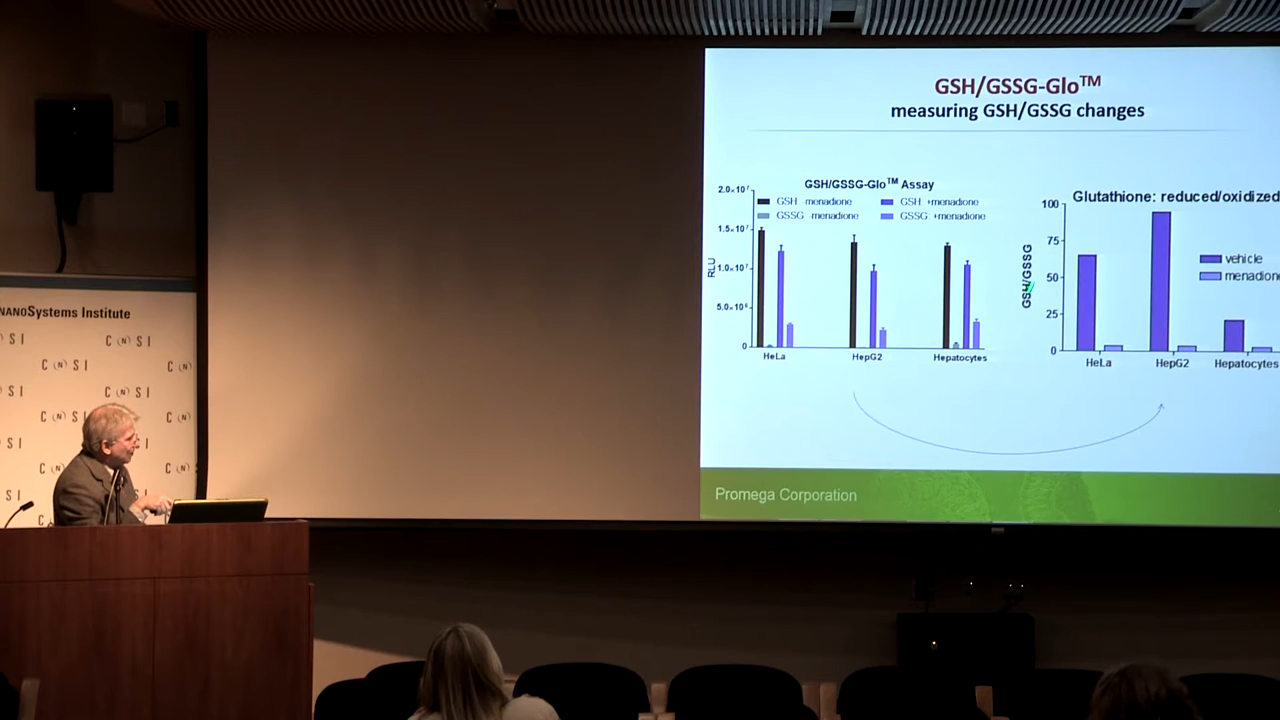 GSH/GSSG-Glo™
measuring GSH/GSSG changes
GSH/GSSG-Glo™ Assay
GSH -menadione
GSH +menadione
GSSG -menadione
GSSG +menadione
2.0×10⁷
1.5×10⁷
1.0×10⁷
5.0×10⁶
0
RLU
HeLa
HepG2
Hepatocytes
Glutathione: reduced/oxidized
100
75
50
25
0
GSH/GSSG
vehicle
menadione
HeLa
HepG2
Hepatocytes
Promega Corporation
NANOSystems Institute
S I
C (N) S I
C (N) S I
C (N)
S I
C (N) S I
C (N) S I
C (N)
S I
C (N)
C (N)
S I
C